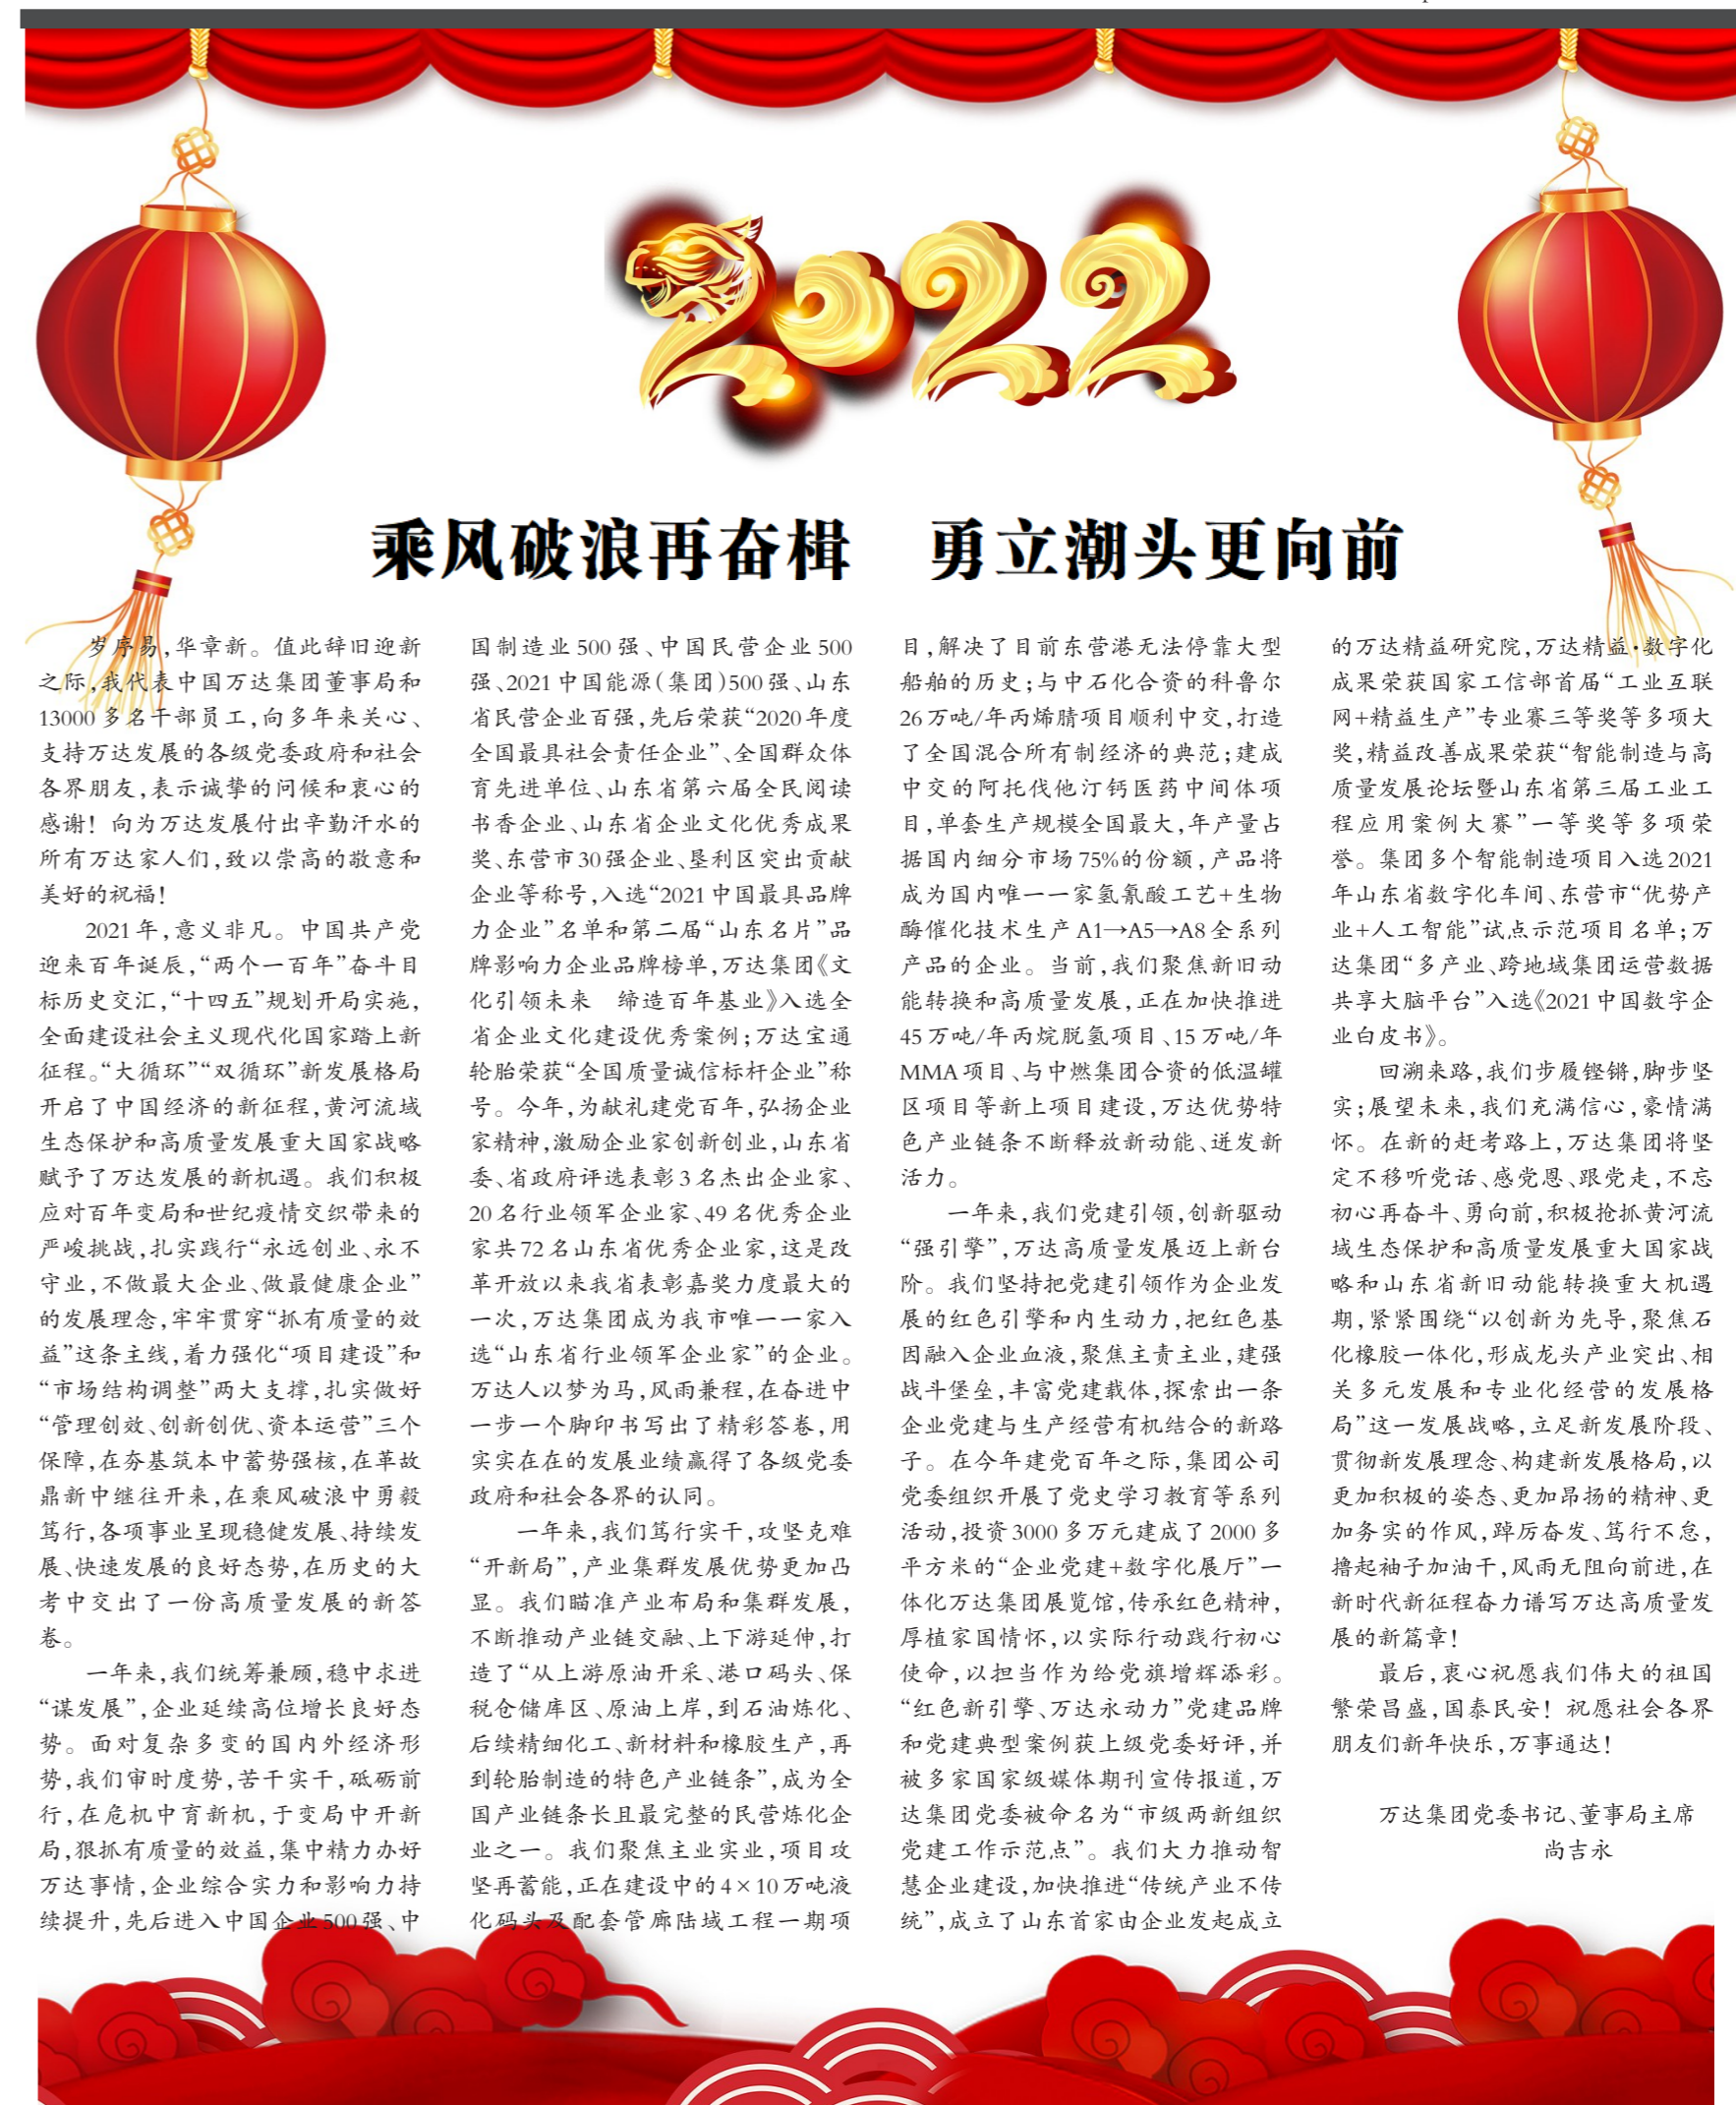 2022
乘风破浪再奋楫　勇立潮头更向前
岁序易,华章新。值此辞旧迎新
之际,我代表中国万达集团董事局和
13000多名干部员工,向多年来关心、
支持万达发展的各级党委政府和社会
各界朋友,表示诚挚的问候和衷心的
感谢！向为万达发展付出辛勤汗水的
所有万达家人们,致以崇高的敬意和
美好的祝福！
2021年,意义非凡。中国共产党
迎来百年诞辰,“两个一百年”奋斗目
标历史交汇,“十四五”规划开局实施,
全面建设社会主义现代化国家踏上新
征程。“大循环”“双循环”新发展格局
开启了中国经济的新征程,黄河流域
生态保护和高质量发展重大国家战略
赋予了万达发展的新机遇。我们积极
应对百年变局和世纪疫情交织带来的
严峻挑战,扎实践行“永远创业、永不
守业,不做最大企业、做最健康企业”
的发展理念,牢牢贯穿“抓有质量的效
益”这条主线,着力强化“项目建设”和
“市场结构调整”两大支撑,扎实做好
“管理创效、创新创优、资本运营”三个
保障,在夯基筑本中蓄势强核,在革故
鼎新中继往开来,在乘风破浪中勇毅
笃行,各项事业呈现稳健发展、持续发
展、快速发展的良好态势,在历史的大
考中交出了一份高质量发展的新答
卷。
一年来,我们统筹兼顾,稳中求进
“谋发展”,企业延续高位增长良好态
势。面对复杂多变的国内外经济形
势,我们审时度势,苦干实干,砥砺前
行,在危机中育新机,于变局中开新
局,狠抓有质量的效益,集中精力办好
万达事情,企业综合实力和影响力持
续提升,先后进入中国企业500强、中
国制造业500强、中国民营企业500
强、2021中国能源(集团)500强、山东
省民营企业百强,先后荣获“2020年度
全国最具社会责任企业”、全国群众体
育先进单位、山东省第六届全民阅读
书香企业、山东省企业文化优秀成果
奖、东营市30强企业、垦利区突出贡献
企业等称号,入选“2021中国最具品牌
力企业”名单和第二届“山东名片”品
牌影响力企业品牌榜单,万达集团《文
化引领未来　缔造百年基业》入选全
省企业文化建设优秀案例;万达宝通
轮胎荣获“全国质量诚信标杆企业”称
号。今年,为献礼建党百年,弘扬企业
家精神,激励企业家创新创业,山东省
委、省政府评选表彰3名杰出企业家、
20名行业领军企业家、49名优秀企业
家共72名山东省优秀企业家,这是改
革开放以来我省表彰嘉奖力度最大的
一次,万达集团成为我市唯一一家入
选“山东省行业领军企业家”的企业。
万达人以梦为马,风雨兼程,在奋进中
一步一个脚印书写出了精彩答卷,用
实实在在的发展业绩赢得了各级党委
政府和社会各界的认同。
一年来,我们笃行实干,攻坚克难
“开新局”,产业集群发展优势更加凸
显。我们瞄准产业布局和集群发展,
不断推动产业链交融、上下游延伸,打
造了“从上游原油开采、港口码头、保
税仓储库区、原油上岸,到石油炼化、
后续精细化工、新材料和橡胶生产,再
到轮胎制造的特色产业链条”,成为全
国产业链条长且最完整的民营炼化企
业之一。我们聚焦主业实业,项目攻
坚再蓄能,正在建设中的4×10万吨液
化码头及配套管廊陆域工程一期项
目,解决了目前东营港无法停靠大型
船舶的历史;与中石化合资的科鲁尔
26万吨/年丙烯腈项目顺利中交,打造
了全国混合所有制经济的典范;建成
中交的阿托伐他汀钙医药中间体项
目,单套生产规模全国最大,年产量占
据国内细分市场75%的份额,产品将
成为国内唯一一家氢氰酸工艺+生物
酶催化技术生产A1→A5→A8全系列
产品的企业。当前,我们聚焦新旧动
能转换和高质量发展,正在加快推进
45万吨/年丙烷脱氢项目、15万吨/年
MMA项目、与中燃集团合资的低温罐
区项目等新上项目建设,万达优势特
色产业链条不断释放新动能、迸发新
活力。
一年来,我们党建引领,创新驱动
“强引擎”,万达高质量发展迈上新台
阶。我们坚持把党建引领作为企业发
展的红色引擎和内生动力,把红色基
因融入企业血液,聚焦主责主业,建强
战斗堡垒,丰富党建载体,探索出一条
企业党建与生产经营有机结合的新路
子。在今年建党百年之际,集团公司
党委组织开展了党史学习教育等系列
活动,投资3000多万元建成了2000多
平方米的“企业党建+数字化展厅”一
体化万达集团展览馆,传承红色精神,
厚植家国情怀,以实际行动践行初心
使命,以担当作为给党旗增辉添彩。
“红色新引擎、万达永动力”党建品牌
和党建典型案例获上级党委好评,并
被多家国家级媒体期刊宣传报道,万
达集团党委被命名为“市级两新组织
党建工作示范点”。我们大力推动智
慧企业建设,加快推进“传统产业不传
统”,成立了山东首家由企业发起成立
的万达精益研究院,万达精益·数字化
成果荣获国家工信部首届“工业互联
网+精益生产”专业赛三等奖等多项大
奖,精益改善成果荣获“智能制造与高
质量发展论坛暨山东省第三届工业工
程应用案例大赛”一等奖等多项荣
誉。集团多个智能制造项目入选2021
年山东省数字化车间、东营市“优势产
业+人工智能”试点示范项目名单;万
达集团“多产业、跨地域集团运营数据
共享大脑平台”入选《2021中国数字企
业白皮书》。
回溯来路,我们步履铿锵,脚步坚
实;展望未来,我们充满信心,豪情满
怀。在新的赶考路上,万达集团将坚
定不移听党话、感党恩、跟党走,不忘
初心再奋斗、勇向前,积极抢抓黄河流
域生态保护和高质量发展重大国家战
略和山东省新旧动能转换重大机遇
期,紧紧围绕“以创新为先导,聚焦石
化橡胶一体化,形成龙头产业突出、相
关多元发展和专业化经营的发展格
局”这一发展战略,立足新发展阶段、
贯彻新发展理念、构建新发展格局,以
更加积极的姿态、更加昂扬的精神、更
加务实的作风,踔厉奋发、笃行不怠,
撸起袖子加油干,风雨无阻向前进,在
新时代新征程奋力谱写万达高质量发
展的新篇章！
最后,衷心祝愿我们伟大的祖国
繁荣昌盛,国泰民安！祝愿社会各界
朋友们新年快乐,万事通达！
万达集团党委书记、董事局主席
尚吉永